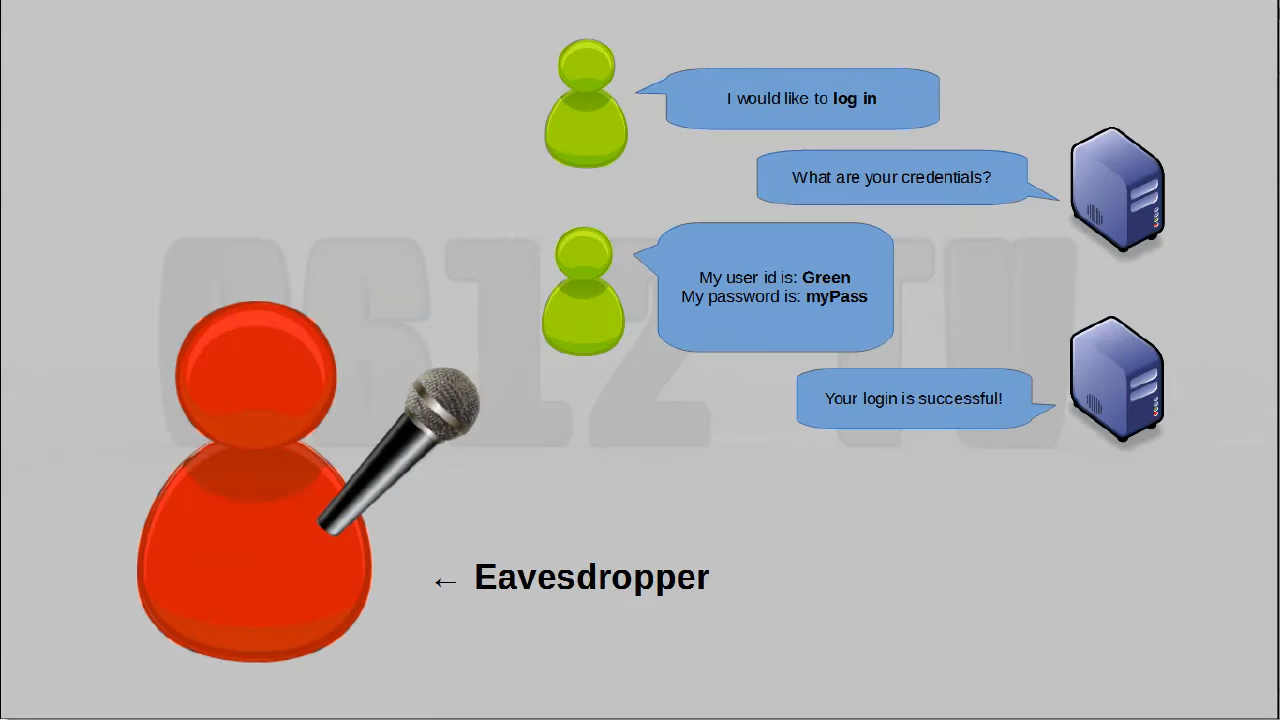 I would like to log in
What are your credentials?
My user id is: Green
My password is: myPass
Your login is successful!
← Eavesdropper